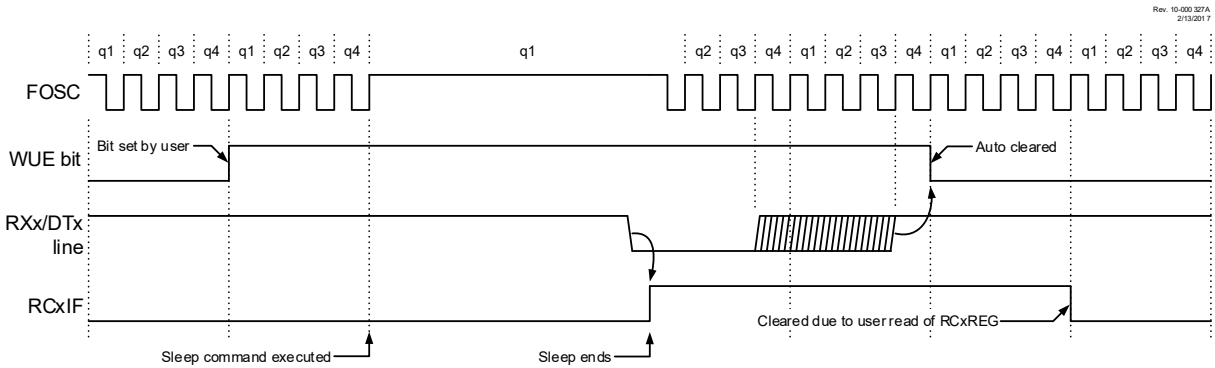 Rev. 10-000 327A
2/13/201 7
q1 q2 q3 q4 q1 q2 q3 q4 q1 q2 q3 q4 q1 q2 q3 q4 q1 q2 q3 q4 q1 q2 q3 q4
FOSC
Bit set by user
WUE bit
Auto cleared
RXx/DTx
line
RCxIF
Cleared due to user read of RCxREG
Sleep command executed
Sleep ends